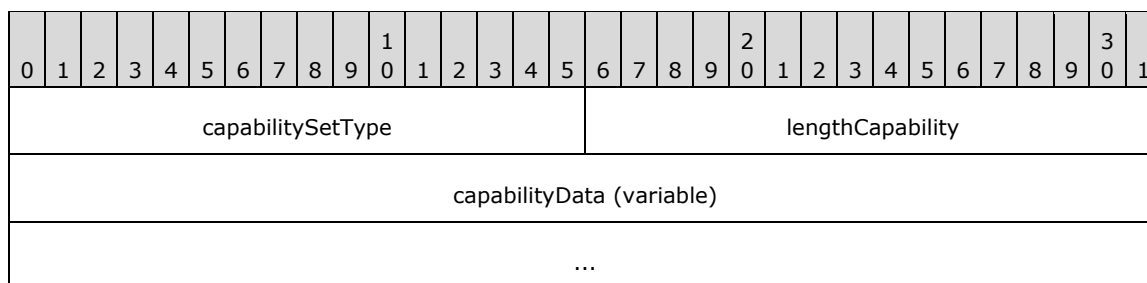 0 1 2 3 4 5 6 7 8 9 1 0 1 2 3 4 5 6 7 8 9 2 0 1 2 3 4 5 6 7 8 9 3 0 1
capabilitySetType lengthCapability
capabilityData (variable)
...